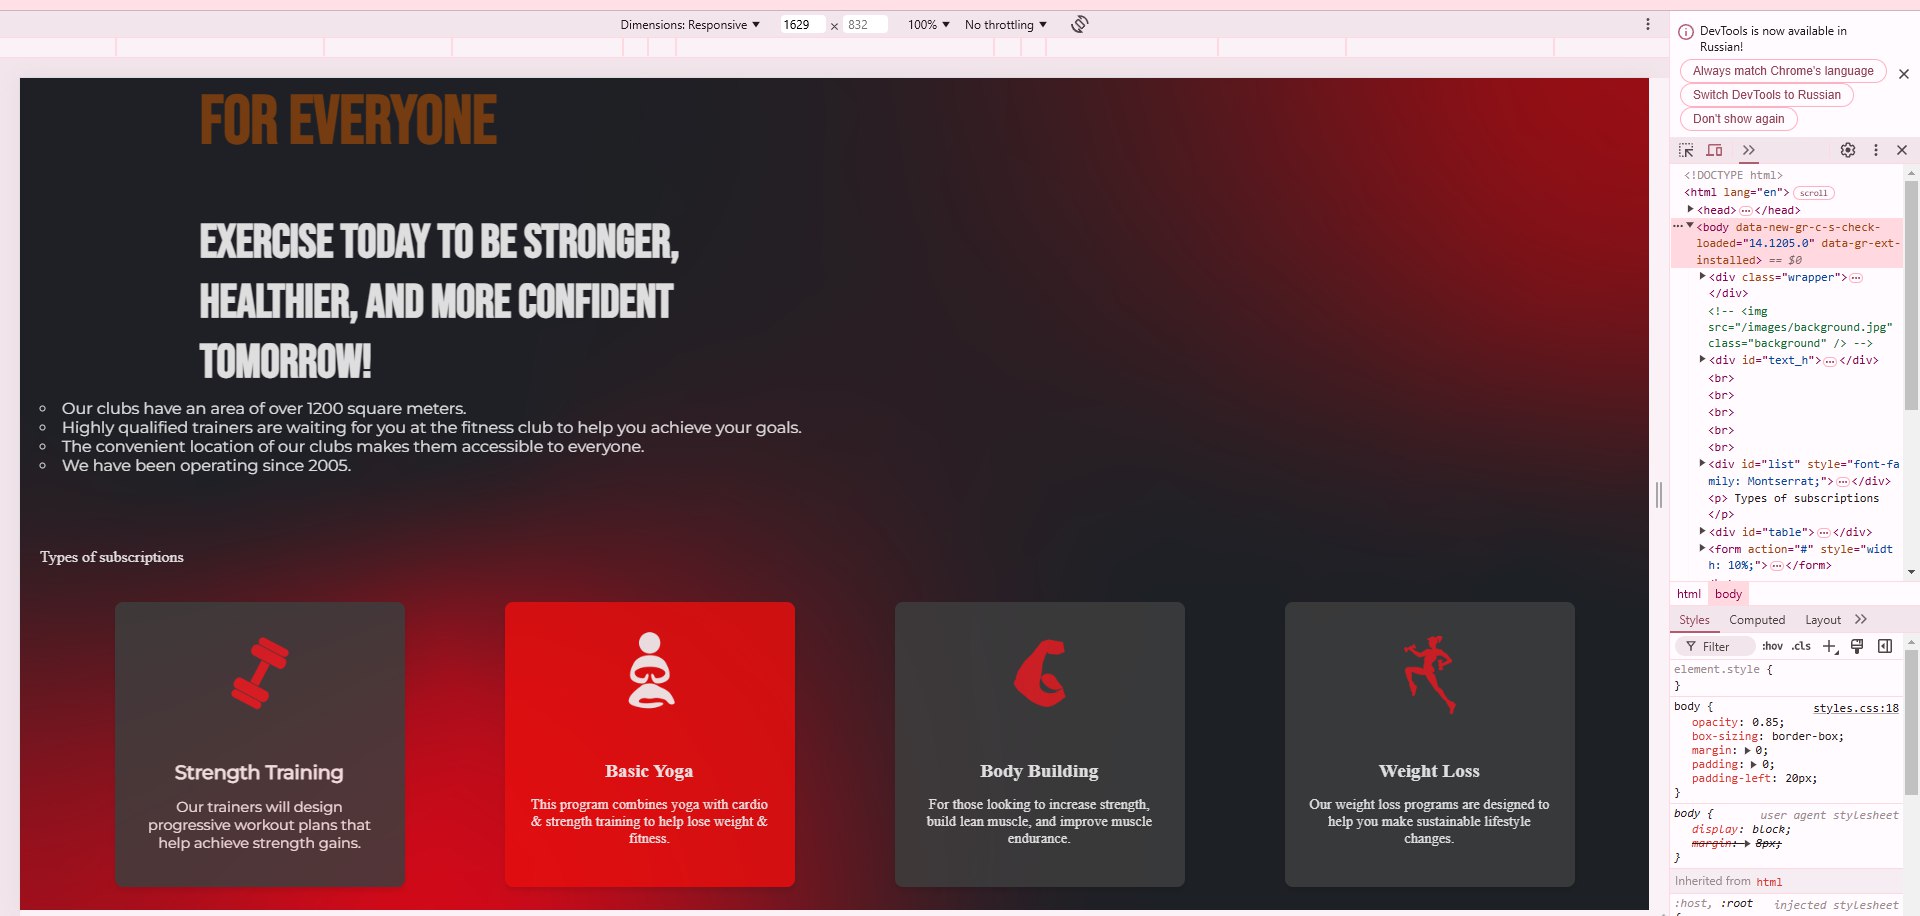 Dimensions: Responsive 1629 × 832 100% No throttling
FOR EVERYONE
EXERCISE TODAY TO BE STRONGER,
HEALTHIER, AND MORE CONFIDENT
TOMORROW!
Our clubs have an area of over 1200 square meters.
Highly qualified trainers are waiting for you at the fitness club to help you achieve your goals.
The convenient location of our clubs makes them accessible to everyone.
We have been operating since 2005.
Types of subscriptions
Strength Training
Our trainers will design
progressive workout plans that
help achieve strength gains.
Basic Yoga
This program combines yoga with cardio
& strength training to help lose weight &
fitness.
Body Building
For those looking to increase strength,
build lean muscle, and improve muscle
endurance.
Weight Loss
Our weight loss programs are designed to
help you make sustainable lifestyle
changes.
DevTools is now available in
Russian!
Always match Chrome's language
Switch DevTools to Russian
Don't show again
<!DOCTYPE html>
<html lang="en"> scroll
<head> … </head>
<body data-new-gr-c-s-check-
loaded="14.1205.0" data-gr-ext-
installed> == $0
<div class="wrapper"> …
</div>
<!-- <img
src="/images/background.jpg"
class="background" /> -->
<div id="text_h"> … </div>
<br>
<br>
<br>
<br>
<br>
<div id="list" style="font-fa
mily: Montserrat;"> … </div>
<p> Types of subscriptions
</p>
<div id="table"> … </div>
<form action="#" style="widt
h: 10%;"> … </form>
html body
Styles Computed Layout
Filter :hov .cls
element.style {
}
body { styles.css:18
opacity: 0.85;
box-sizing: border-box;
margin: 0;
padding: 0;
padding-left: 20px;
}
body { user agent stylesheet
display: block;
margin: 8px;
}
Inherited from html
:host, :root injected stylesheet